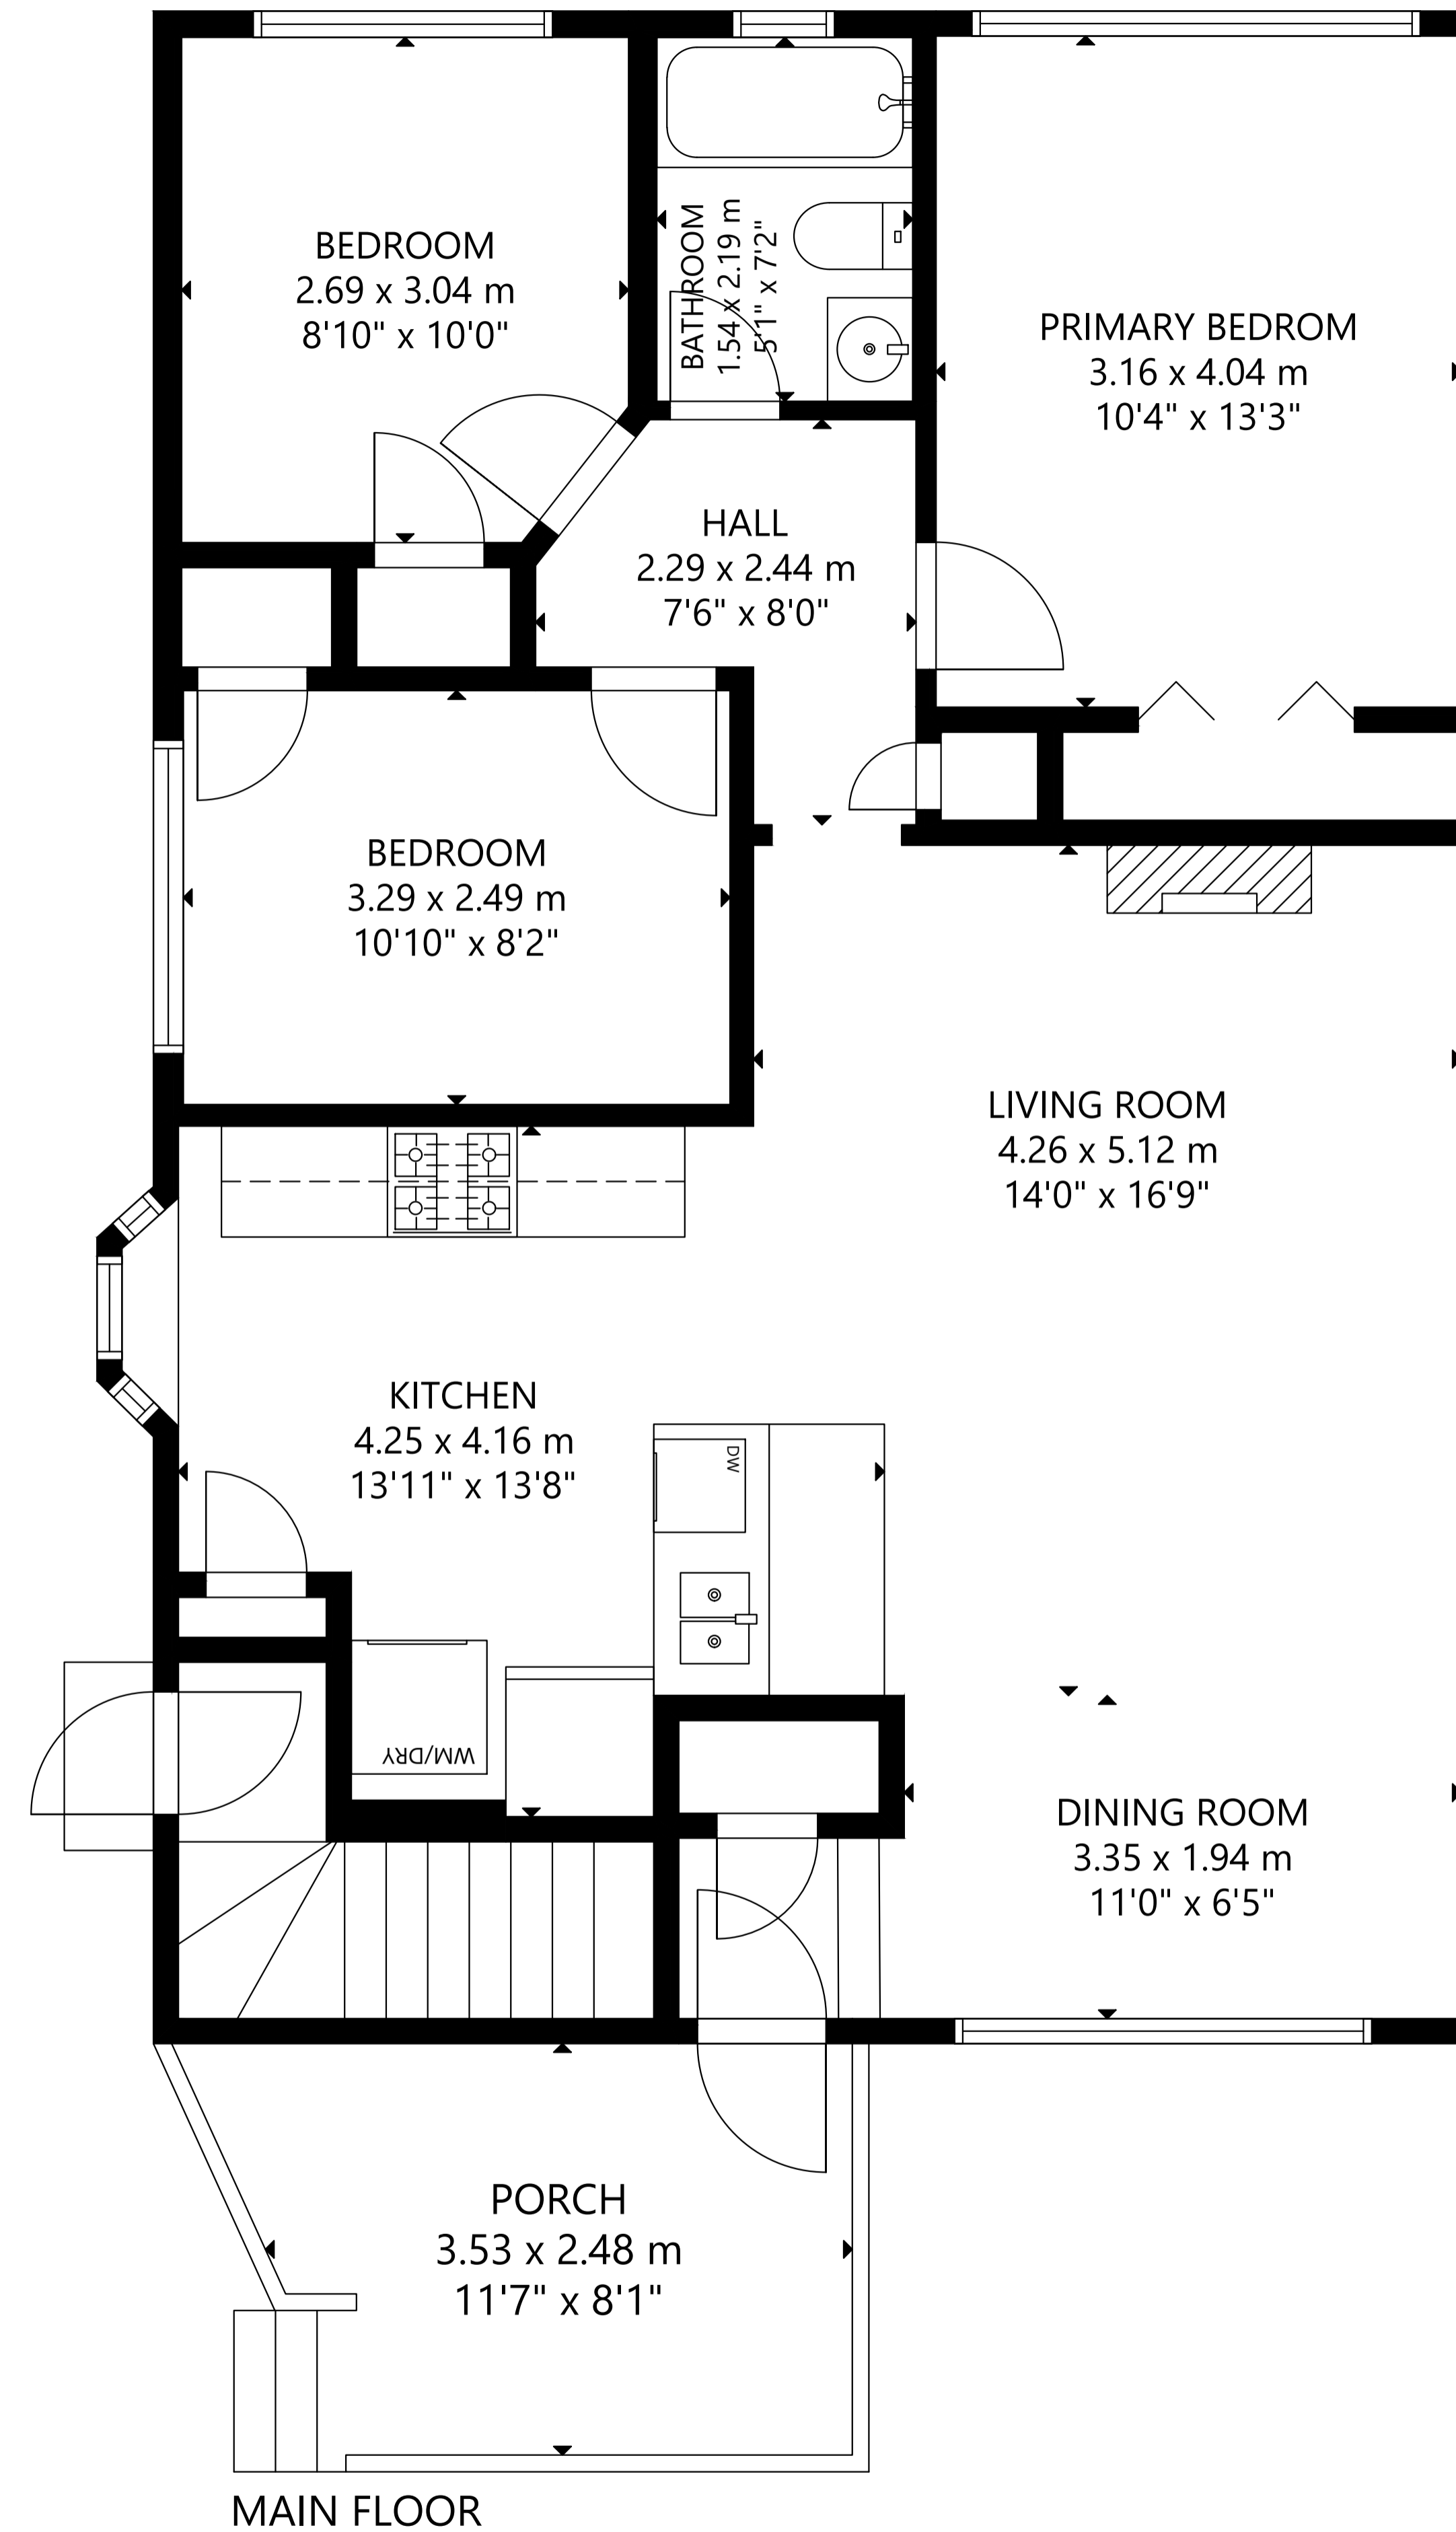 BEDROOM
2.69 x 3.04 m
8'10" x 10'0"
BATHROOM
1.54 x 2.19 m
5'1" x 7'2"
PRIMARY BEDROM
3.16 x 4.04 m
10'4" x 13'3"
HALL
2.29 x 2.44 m
7'6" x 8'0"
BEDROOM
3.29 x 2.49 m
10'10" x 8'2"
LIVING ROOM
4.26 x 5.12 m
14'0" x 16'9"
KITCHEN
4.25 x 4.16 m
13'11" x 13'8"
DW
WM/DRY
DINING ROOM
3.35 x 1.94 m
11'0" x 6'5"
PORCH
3.53 x 2.48 m
11'7" x 8'1"
MAIN FLOOR